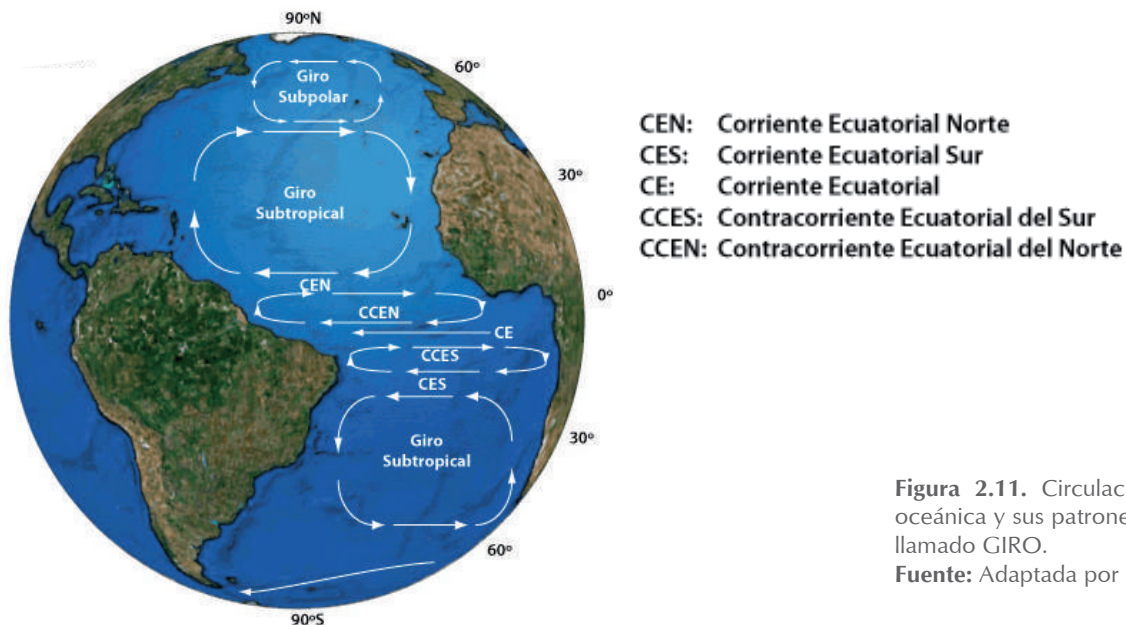 90ºN
Giro
Subpolar
60º
30º
Giro
Subtropical
0º
CEN
CCEN
CE
CCES
CES
30º
Giro
Subtropical
60º
90ºS
CEN: Corriente Ecuatorial Norte
CES: Corriente Ecuatorial Sur
CE: Corriente Ecuatorial
CCES: Contracorriente Ecuatorial del Sur
CCEN: Contracorriente Ecuatorial del Norte
Figura 2.11. Circulac
oceánica y sus patrone
llamado GIRO.
Fuente: Adaptada por